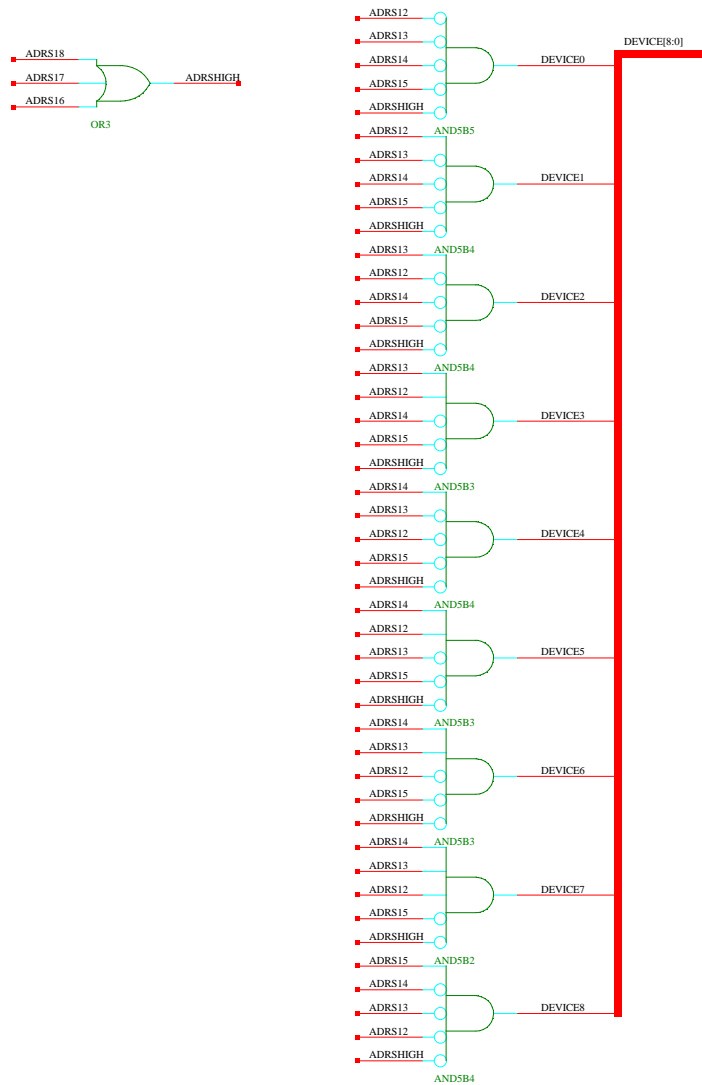 ADRS18
ADRS17
ADRS16
ADRSHIGH
OR3
ADRS12
ADRS13
ADRS14
ADRS15
ADRSHIGH
DEVICE0
AND5B5
ADRS12
ADRS13
ADRS14
ADRS15
ADRSHIGH
DEVICE1
AND5B4
ADRS13
ADRS12
ADRS14
ADRS15
ADRSHIGH
DEVICE2
AND5B4
ADRS13
ADRS12
ADRS14
ADRS15
ADRSHIGH
DEVICE3
AND5B3
ADRS14
ADRS13
ADRS12
ADRS15
ADRSHIGH
DEVICE4
AND5B4
ADRS14
ADRS12
ADRS13
ADRS15
ADRSHIGH
DEVICE5
AND5B3
ADRS14
ADRS13
ADRS12
ADRS15
ADRSHIGH
DEVICE6
AND5B3
ADRS14
ADRS13
ADRS12
ADRS15
ADRSHIGH
DEVICE7
AND5B2
ADRS15
ADRS14
ADRS13
ADRS12
ADRSHIGH
DEVICE8
AND5B4
DEVICE[8:0]